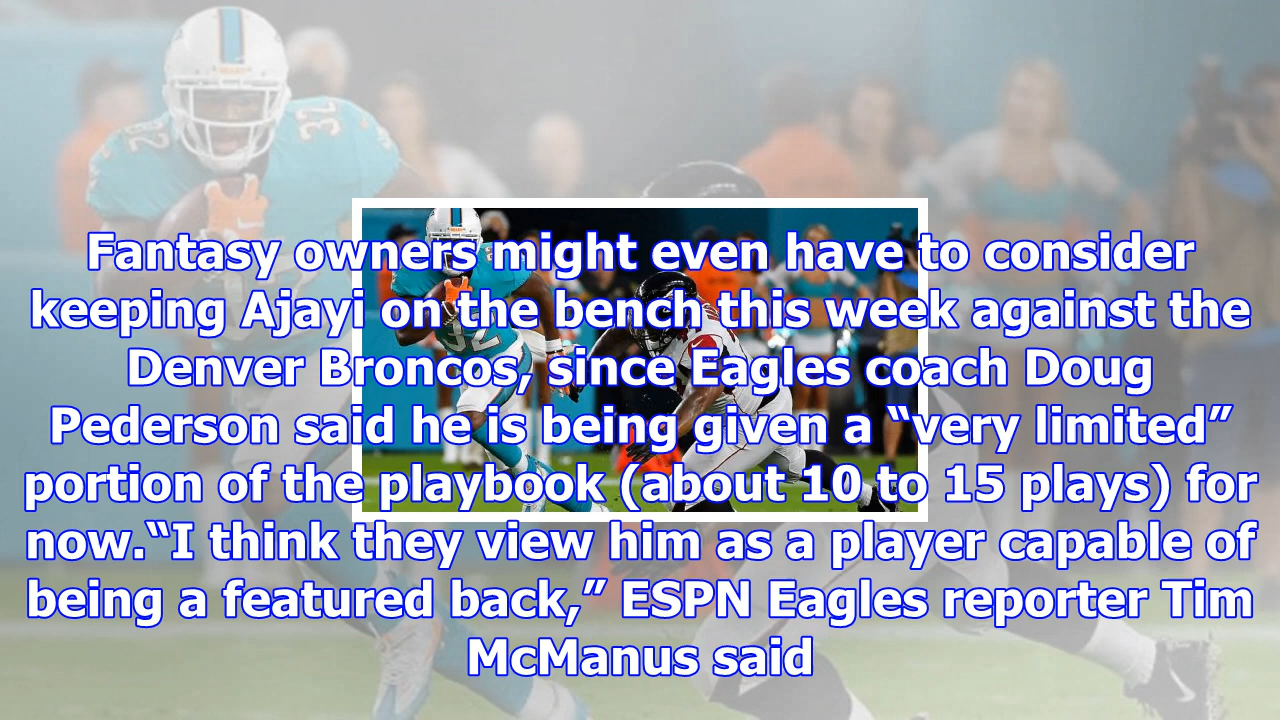 Fantasy owners might even have to consider
keeping Ajayi on the bench this week against the
Denver Broncos, since Eagles coach Doug
Pederson said he is being given a “very limited”
portion of the playbook (about 10 to 15 plays) for
now.“I think they view him as a player capable of
being a featured back,” ESPN Eagles reporter Tim
McManus said
32
32